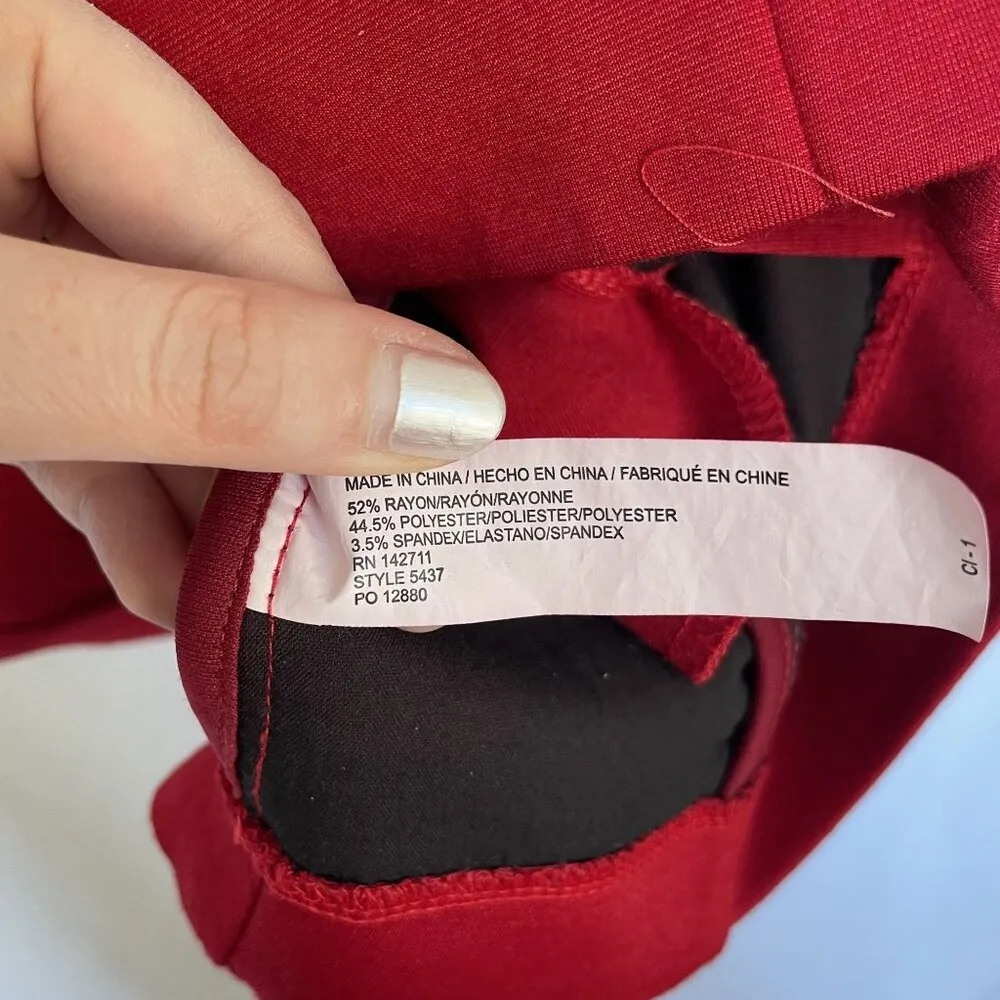 MADE IN CHINA / HECHO EN CHINA / FABRIQUÉ EN CHINE
52% RAYON/RAYÓN/RAYONNE
44.5% POLYESTER/POLIESTER/POLYESTER
3.5% SPANDEX/ELASTANO/SPANDEX
RN 142711
STYLE 5437
PO 12880
CI-1